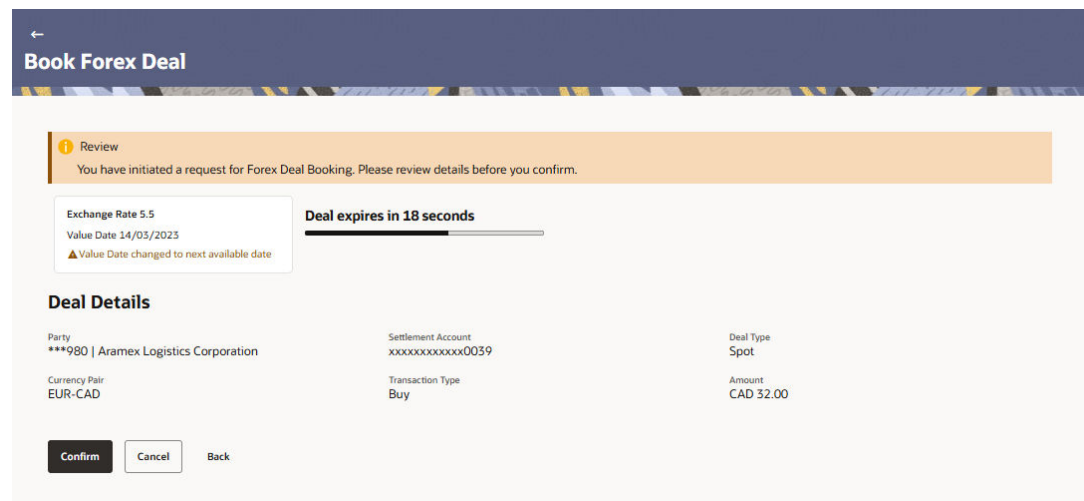 ←
Book Forex Deal
Review
You have initiated a request for Forex Deal Booking. Please review details before you confirm.
Exchange Rate 5.5
Value Date 14/03/2023
Value Date changed to next available date
Deal expires in 18 seconds
Deal Details
Party
***980 | Aramex Logistics Corporation
Settlement Account
xxxxxxxxxxxx0039
Deal Type
Spot
Currency Pair
EUR-CAD
Transaction Type
Buy
Amount
CAD 32.00
Confirm
Cancel
Back